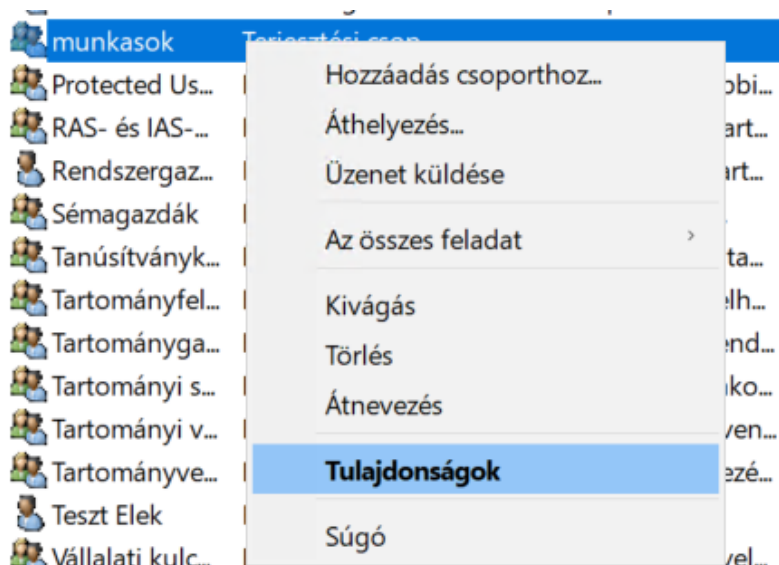 munkasok
Hozzáadás csoporthoz...
Áthelyezés...
Üzenet küldése
Az összes feladat
Kivágás
Törlés
Átnevezés
Tulajdonságok
Súgó
Protected Us...
RAS- és IAS-...
Rendszergaz...
Sémagazdák
Tanúsítványk...
Tartományfel...
Tartományga...
Tartományi s...
Tartományi v...
Tartományve...
Teszt Elek
Vállalati kulc...